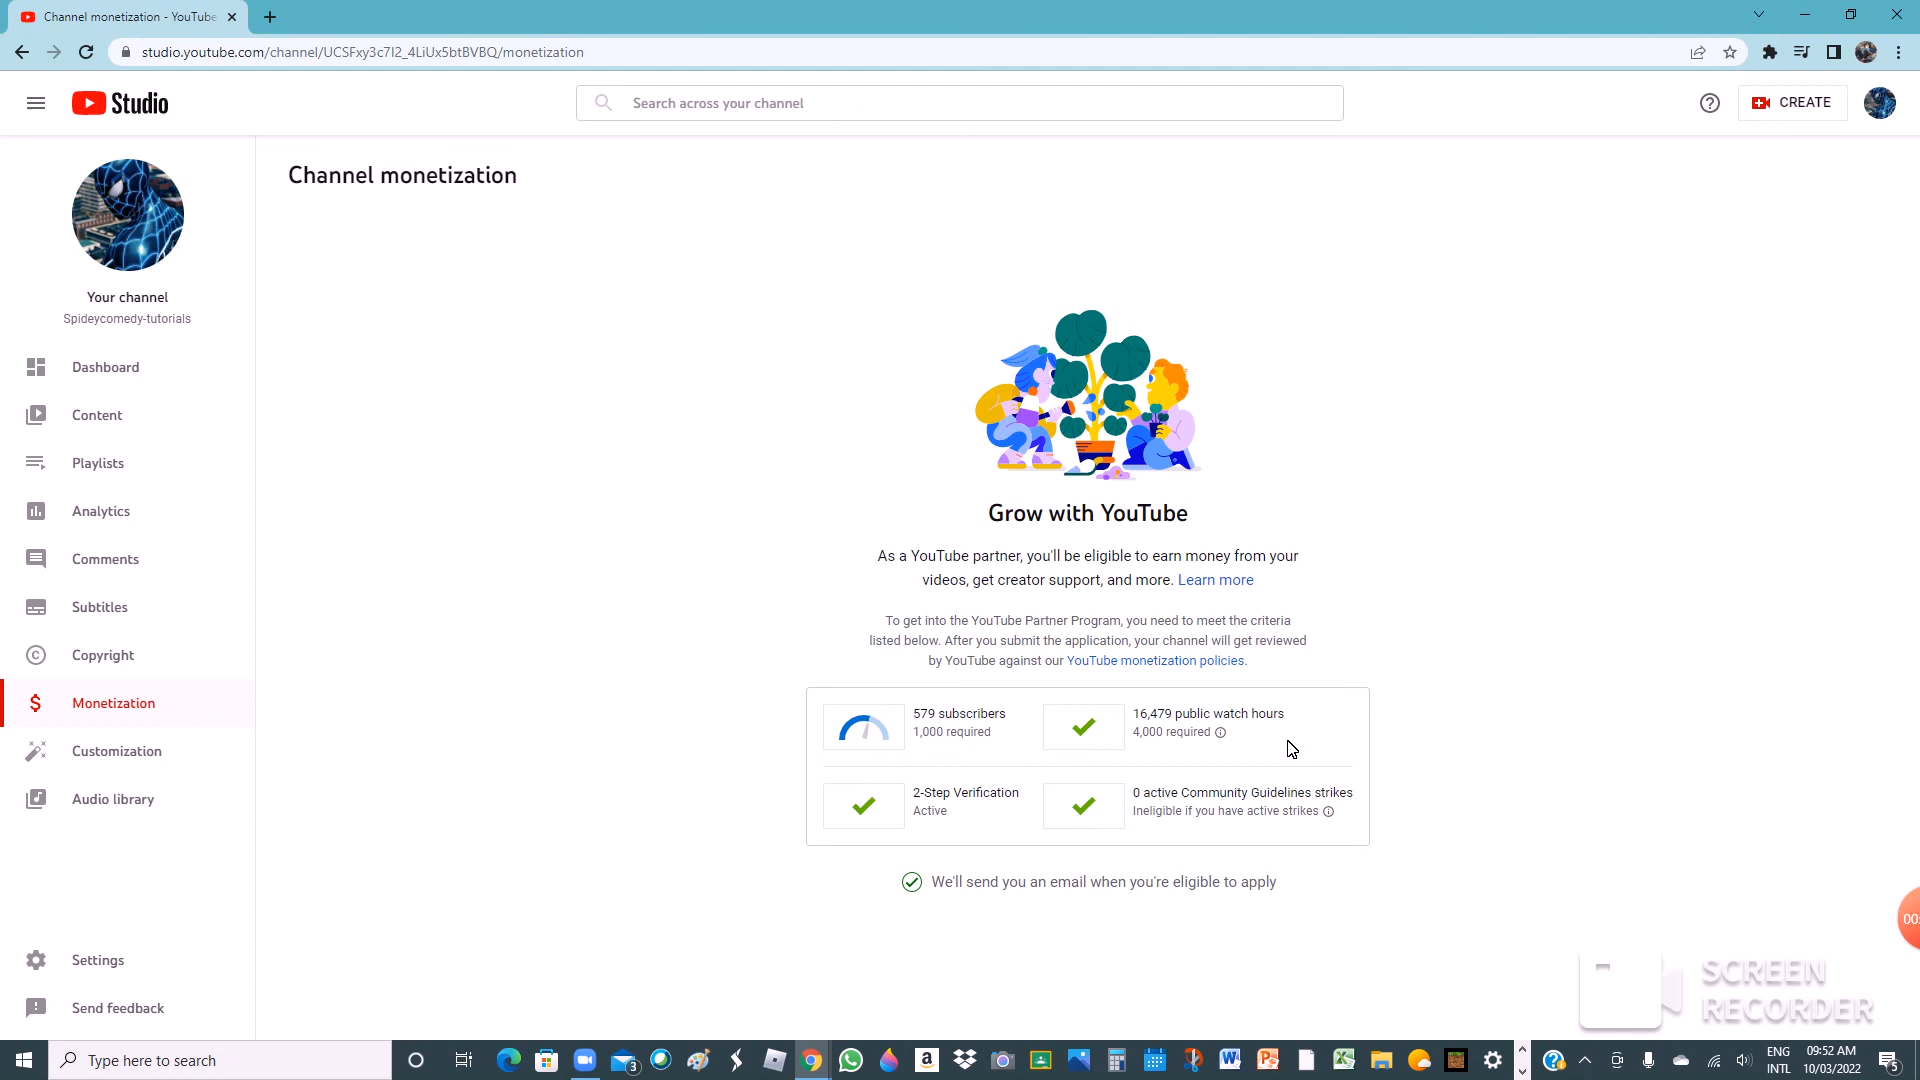 Channel monetization - YouTube
studio.youtube.com/channel/UCSFxy3c7I2_4LiUx5btBVBQ/monetization
Studio
Search across your channel
CREATE
Your channel
Spideycomedy-tutorials
Dashboard
Content
Playlists
Analytics
Comments
Subtitles
Copyright
Monetization
Customization
Audio library
Settings
Send feedback
Channel monetization
Grow with YouTube
As a YouTube partner, you'll be eligible to earn money from your
videos, get creator support, and more. Learn more
To get into the YouTube Partner Program, you need to meet the criteria
listed below. After you submit the application, your channel will get reviewed
by YouTube against our YouTube monetization policies.
579 subscribers
1,000 required
16,479 public watch hours
4,000 required
2-Step Verification
Active
0 active Community Guidelines strikes
Ineligible if you have active strikes
We'll send you an email when you're eligible to apply
00:
SCREEN
RECORDER
Type here to search
3
ENG
INTL
09:52 AM
10/03/2022
5